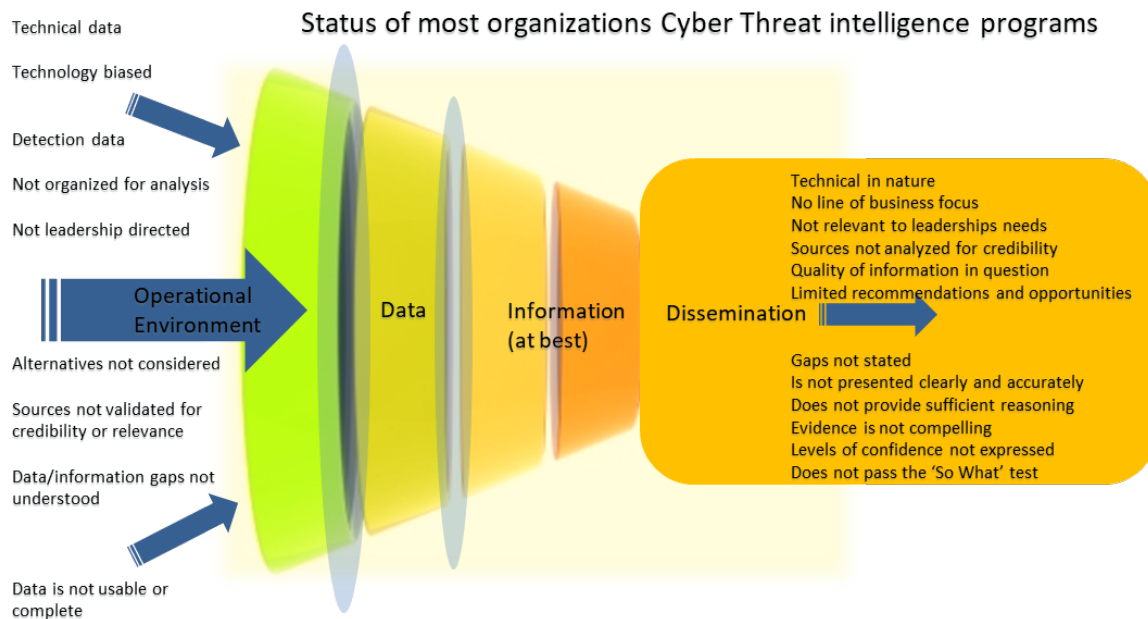 Status of most organizations Cyber Threat intelligence programs
Technical data
Technology biased
Detection data
Not organized for analysis
Not leadership directed
Operational
Environment
Alternatives not considered
Sources not validated for
credibility or relevance
Data/information gaps not
understood
Data is not usable or
complete
Data
Information
(at best)
Dissemination
Technical in nature
No line of business focus
Not relevant to leaderships needs
Sources not analyzed for credibility
Quality of information in question
Limited recommendations and opportunities
Gaps not stated
Is not presented clearly and accurately
Does not provide sufficient reasoning
Evidence is not compelling
Levels of confidence not expressed
Does not pass the ‘So What’ test